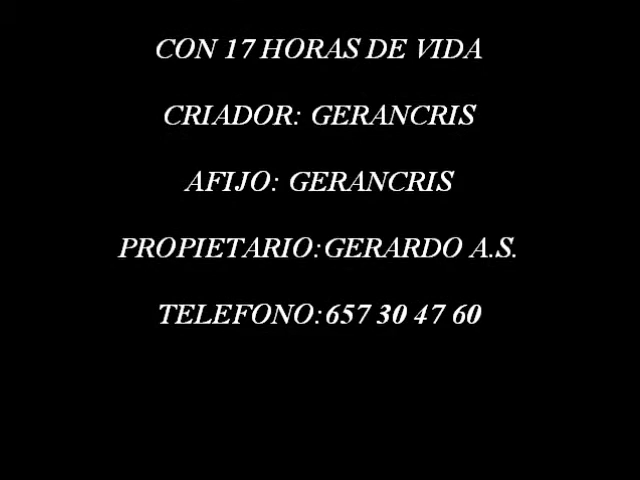 CON 17 HORAS DE VIDA
CRIADOR: GERANCRIS
AFIJO: GERANCRIS
PROPIETARIO:GERARDO A.S.
TELEFONO:657 30 47 60